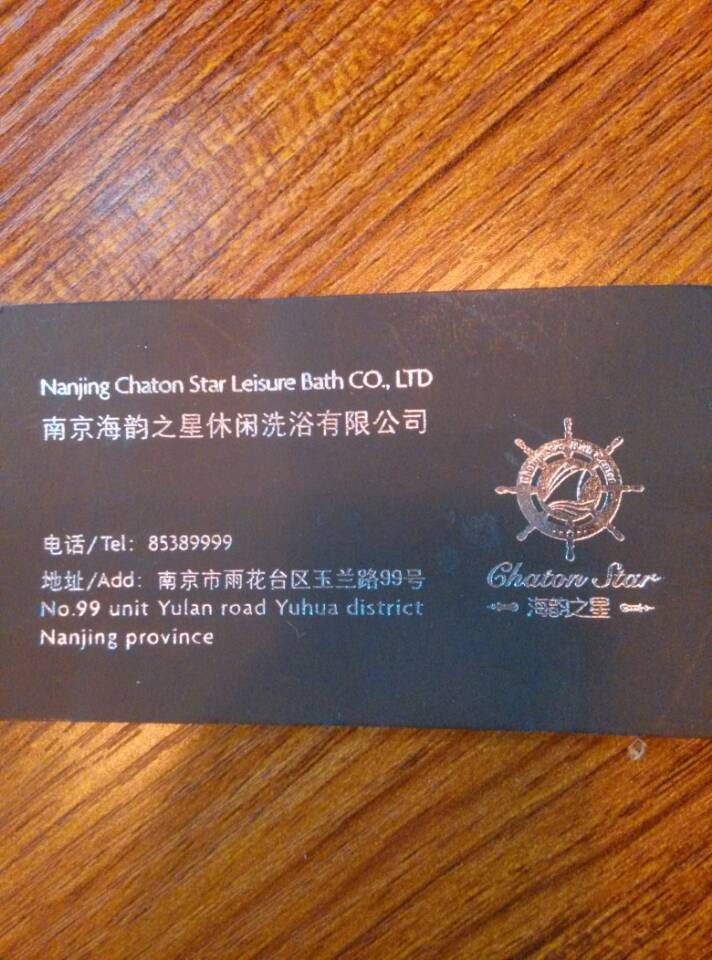 Nanjing Chaton Star Leisure Bath CO., LTD
南京海韵之星休闲洗浴有限公司
电话/Tel: 85389999
地址/Add: 南京市雨花台区玉兰路99号
No.99 unit Yulan road Yuhua district
Nanjing province
Chaton Star
海韵之星